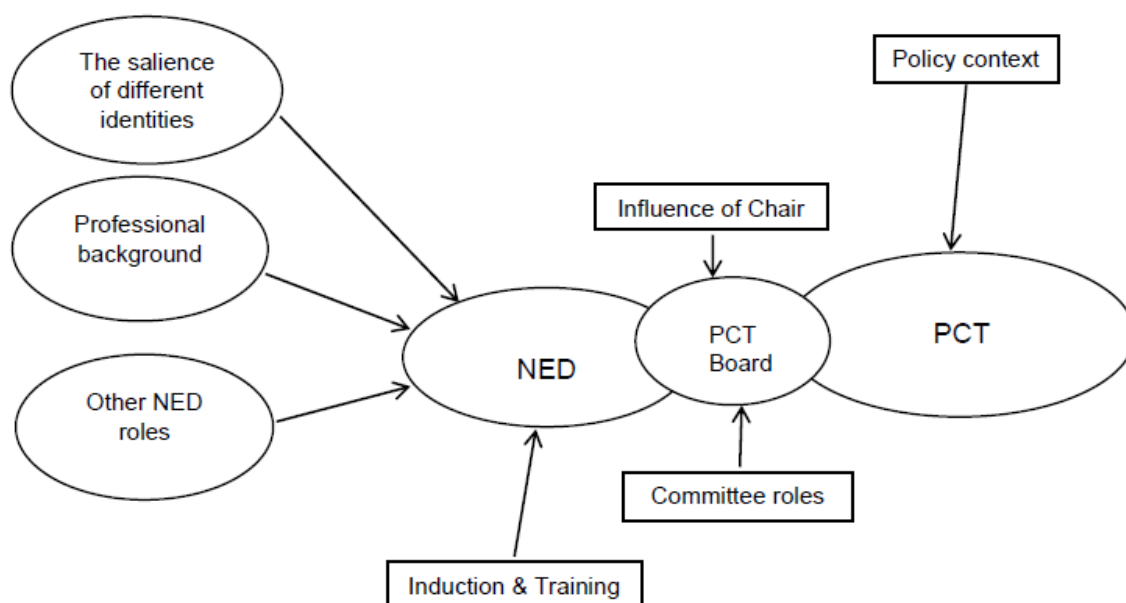 The salience
of different
identities
Policy context
Professional
background
Influence of Chair
NED
PCT
Board
PCT
Other NED
roles
Committee roles
Induction & Training